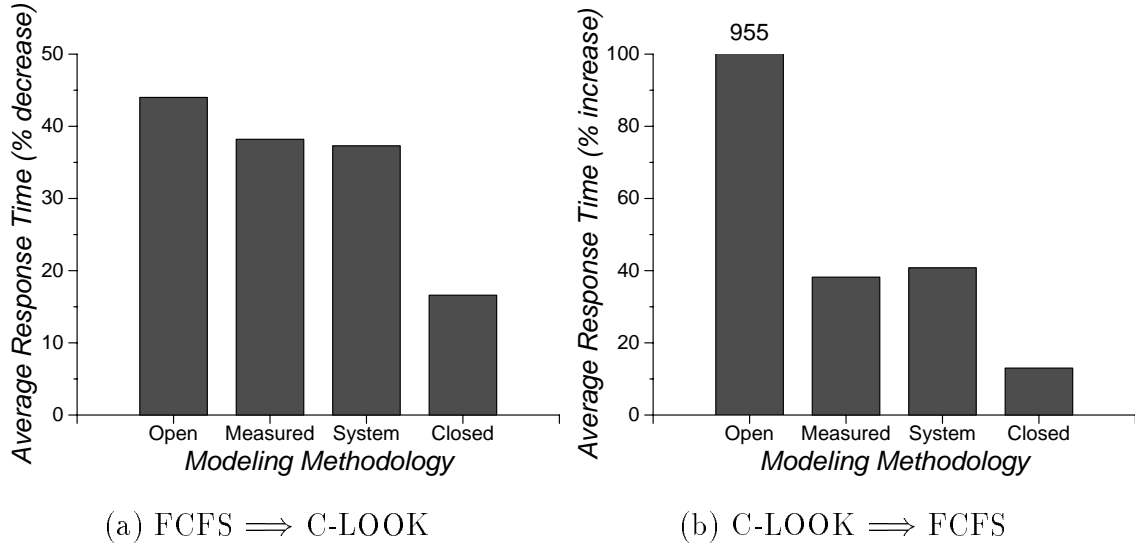 Average Response Time (% decrease)
50
40
30
20
10
0
Open Measured System Closed
Modeling Methodology
(a) FCFS ⟹ C-LOOK
Average Response Time (% increase)
955
100
80
60
40
20
0
Open Measured System Closed
Modeling Methodology
(b) C-LOOK ⟹ FCFS